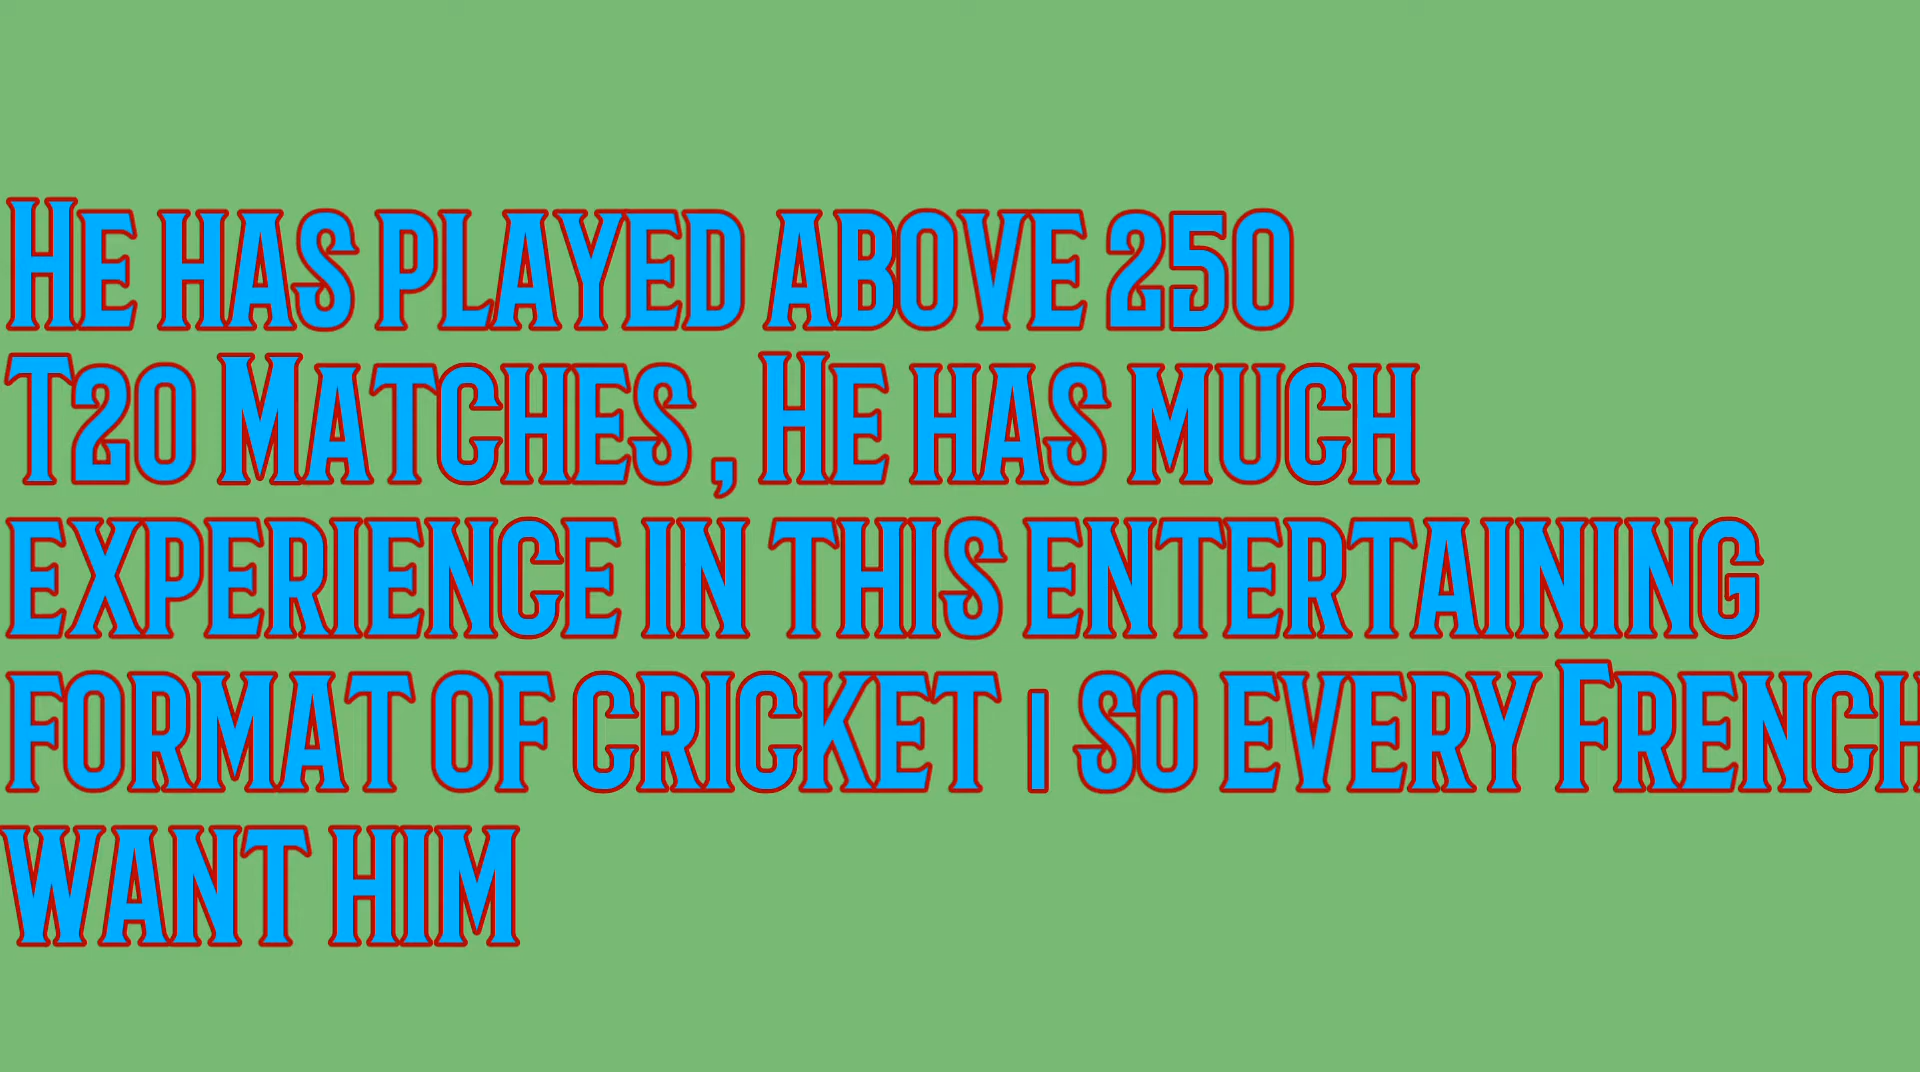 He has played above 250
T20 Matches, He has much
experience in this entertaining
format of cricket | so every French
want him